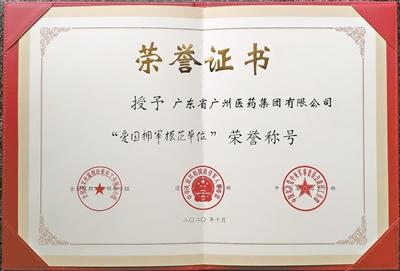 荣誉证书
授予 广东省广州医药集团有限公司
“爱国拥军模范单位”荣誉称号
二〇二〇年十月